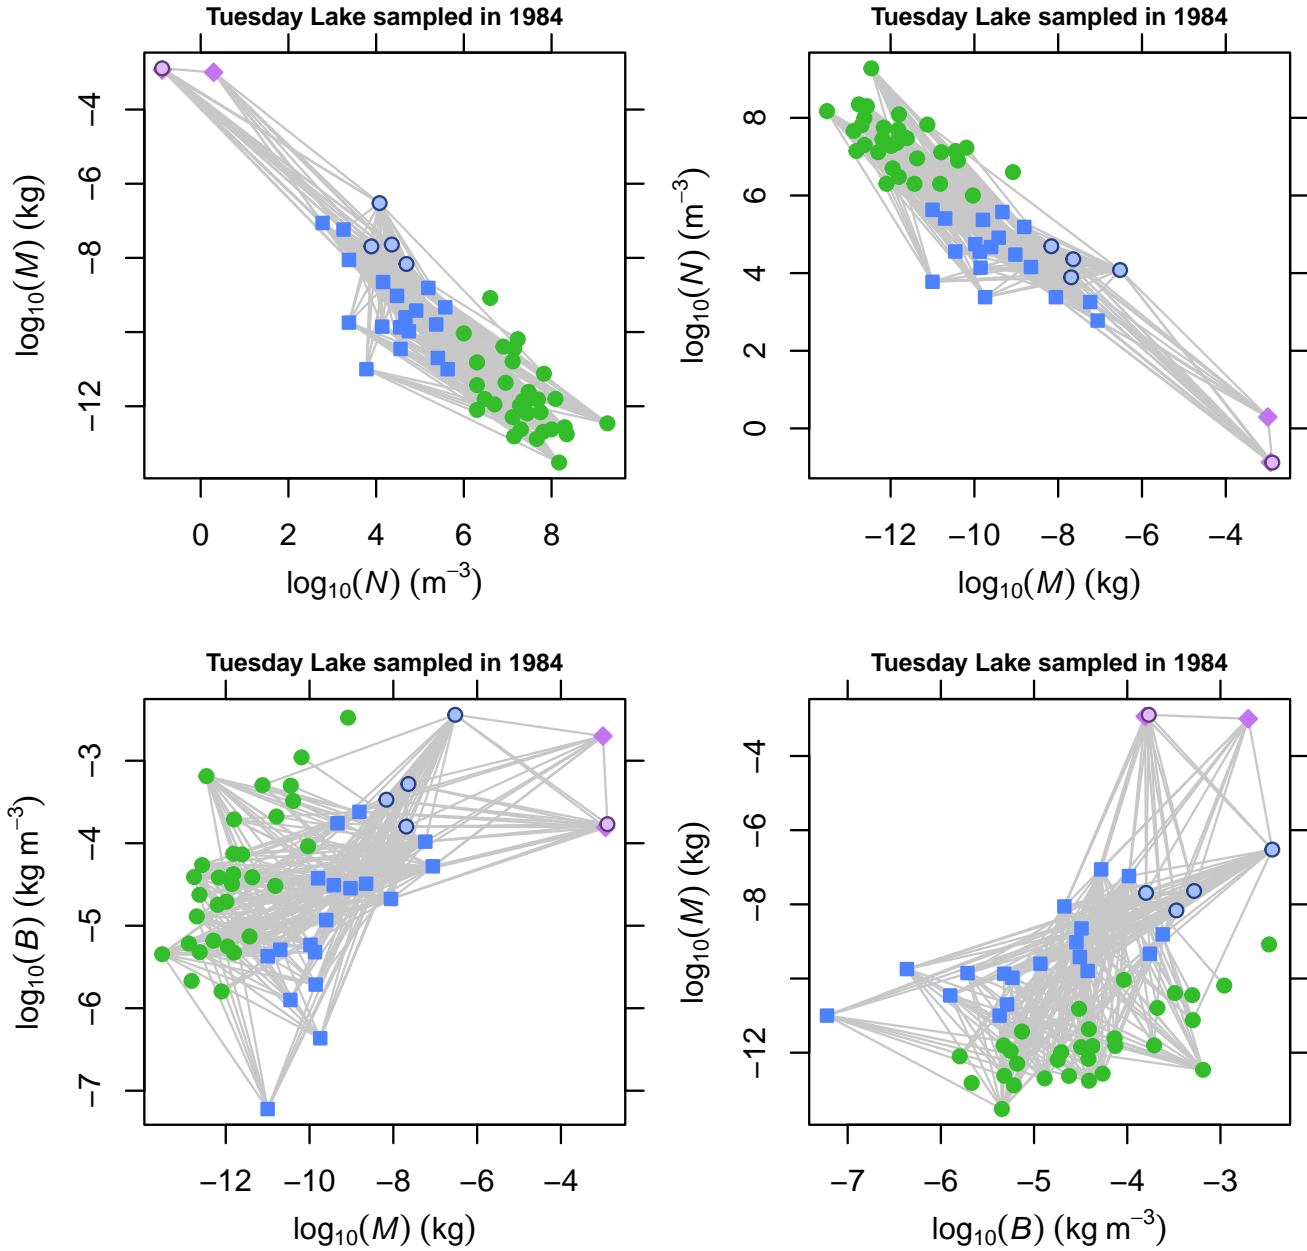 Tuesday Lake sampled in 1984
−4
−6
−8
−12
log10(M) (kg)
0 2 4 6 8
log10(N) (m−3)
Tuesday Lake sampled in 1984
8
6
4
2
0
log10(N) (m−3)
−12 −10 −8 −6 −4
log10(M) (kg)
Tuesday Lake sampled in 1984
−3
−4
−5
−6
−7
log10(B) (kg m−3)
−12 −10 −8 −6 −4
log10(M) (kg)
Tuesday Lake sampled in 1984
−4
−6
−8
−12
log10(M) (kg)
−7 −6 −5 −4 −3
log10(B) (kg m−3)